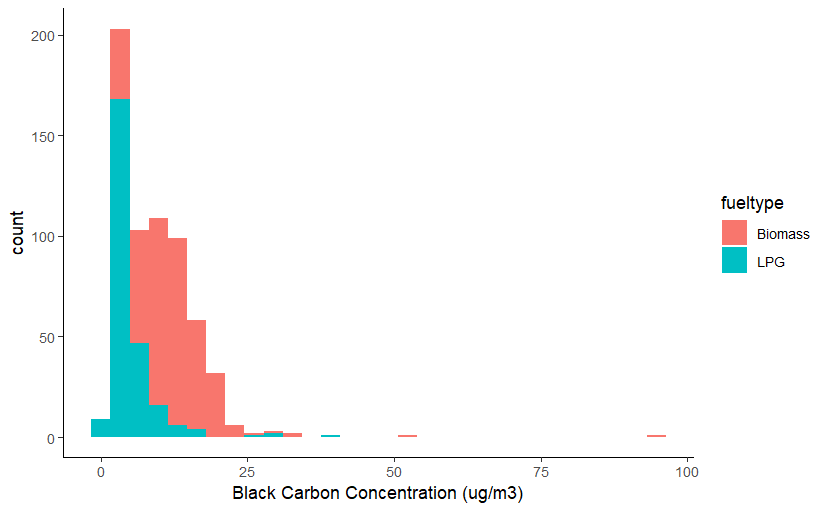 200
150
100
50
0
count
0 25 50 75 100
Black Carbon Concentration (ug/m3)
fueltype
Biomass
LPG